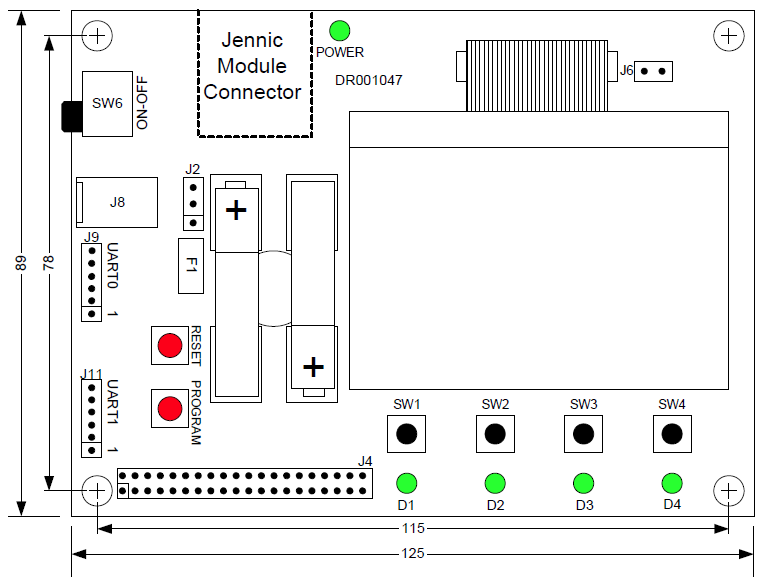 Jennic
Module
Connector
POWER
DR001047
J6
SW6
ON-OFF
J2
J8
+
J9
UART0
1
F1
89
78
RESET
+
J11
UART1
1
PROGRAM
SW1
SW2
SW3
SW4
J4
D1
D2
D3
D4
115
125